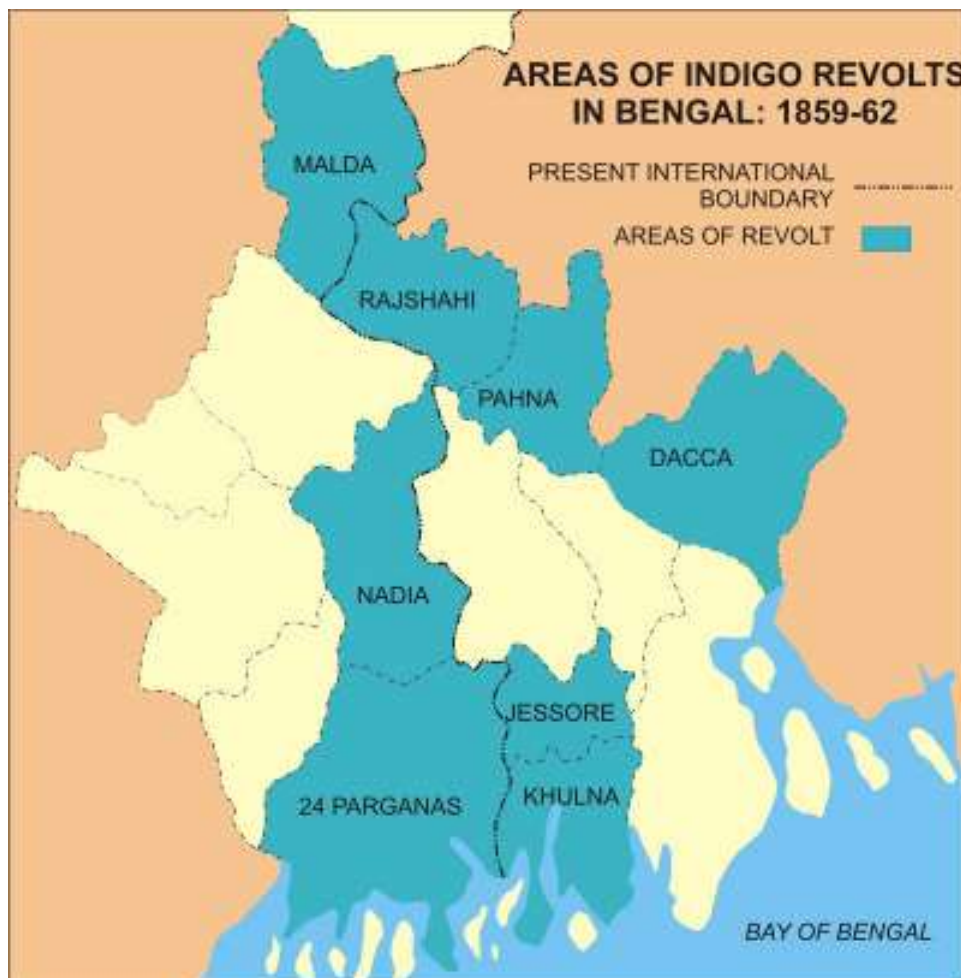 AREAS OF INDIGO REVOLTS
IN BENGAL: 1859-62
PRESENT INTERNATIONAL
BOUNDARY
AREAS OF REVOLT
MALDA
RAJSHAHI
PAHNA
DACCA
NADIA
JESSORE
KHULNA
24 PARGANAS
BAY OF BENGAL